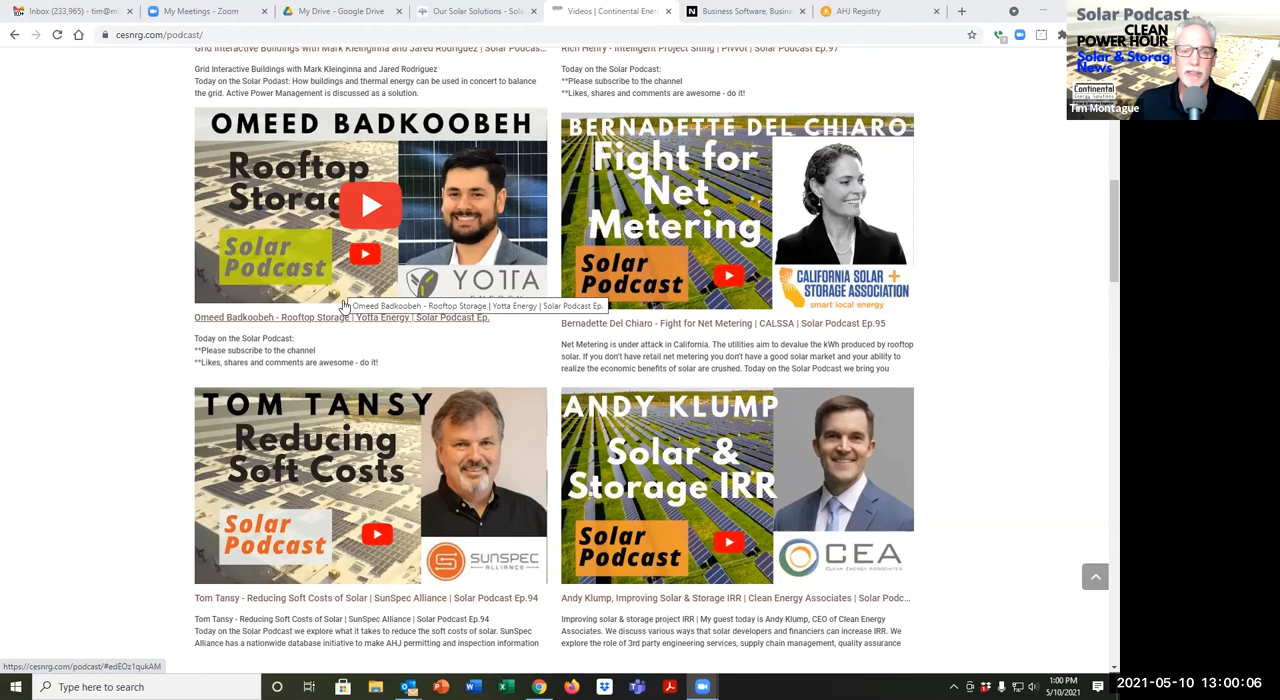 Inbox (233,965) - tim@m
My Meetings - Zoom
My Drive - Google Drive
Our Solar Solutions - Sola
Videos | Continental Ener
Business Software, Busin
AHJ Registry
cesnrg.com/podcast/
Solar Podcast
CLEAN
POWER HOUR
Solar & Storag
News
Continental
Energy Solutions
Tim Montague
Grid Interactive Buildings with Mark Kleinginna and Jared Rodriguez | Solar Podcas...
Grid Interactive Buildings with Mark Kleinginna and Jared Rodriguez
Today on the Solar Podast: How buildings and thermal energy can be used in concert to balance
the grid. Active Power Management is discussed as a solution.
Rich Henry - Intelligent Project Siting | Pivvot | Solar Podcast Ep.97
Today on the Solar Podcast:
**Please subscribe to the channel
**Likes, shares and comments are awesome - do it!
OMEED BADKOOBEH
Rooftop
Storag
Solar
Podcast
YOTTA
Omeed Badkoobeh - Rooftop Storage | Yotta Energy | Solar Podcast Ep.
Omeed Badkoobeh - Rooftop Storage | Yotta Energy | Solar Podcast Ep.
Today on the Solar Podcast:
**Please subscribe to the channel
**Likes, shares and comments are awesome - do it!
BERNADETTE DEL CHIARO
Fight for
Net
Metering
Solar
Podcast
CALIFORNIA SOLAR +
STORAGE ASSOCIATION
smart local energy
Bernadette Del Chiaro - Fight for Net Metering | CALSSA | Solar Podcast Ep.95
Net Metering is under attack in California. The utilities aim to devalue the kWh produced by rooftop
solar. If you don't have retail net metering you don't have a good solar market and your ability to
realize the economic benefits of solar are crushed. Today on the Solar Podcast we bring you
TOM TANSY
Reducing
Soft Costs
Solar
Podcast
SUNSPEC
ALLIANCE
Tom Tansy - Reducing Soft Costs of Solar | SunSpec Alliance | Solar Podcast Ep.94
Tom Tansy - Reducing Soft Costs of Solar | SunSpec Alliance | Solar Podcast Ep.94
Today on the Solar Podcast we explore what it takes to reduce the soft costs of solar. SunSpec
Alliance has a nationwide database initiative to make AHJ permitting and inspection information
ANDY KLUMP
Solar &
Storage IRR
Solar
Podcast
CEA
CLEAN ENERGY ASSOCIATES
Andy Klump, Improving Solar & Storage IRR | Clean Energy Associates | Solar Podc...
Improving solar & storage project IRR | My guest today is Andy Klump, CEO of Clean Energy
Associates. We discuss various ways that solar developers and financiers can increase IRR. We
explore the role of 3rd party engineering services, supply chain management, quality assurance
https://cesnrg.com/podcast/#edEOz1qukAM
Type here to search
1:00 PM
5/10/2021
2021-05-10 13:00:06